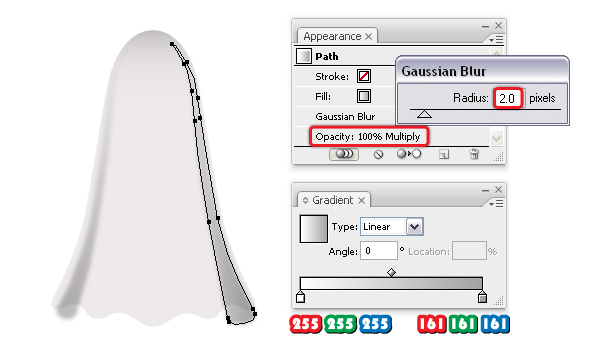 Appearance
Path
Stroke:
Fill:
Gaussian Blur
Opacity: 100% Multiply
Gaussian Blur
Radius: 2.0 pixels
Gradient
Type: Linear
Angle: 0 ° Location: %
255 255 255 161 161 161